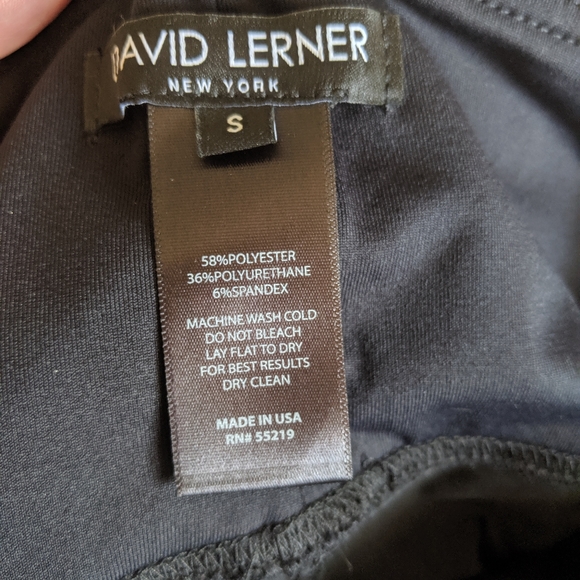 DAVID LERNER
NEW YORK
S
58%POLYESTER
36%POLYURETHANE
6%SPANDEX
MACHINE WASH COLD
DO NOT BLEACH
LAY FLAT TO DRY
FOR BEST RESULTS
DRY CLEAN
MADE IN USA
RN# 55219